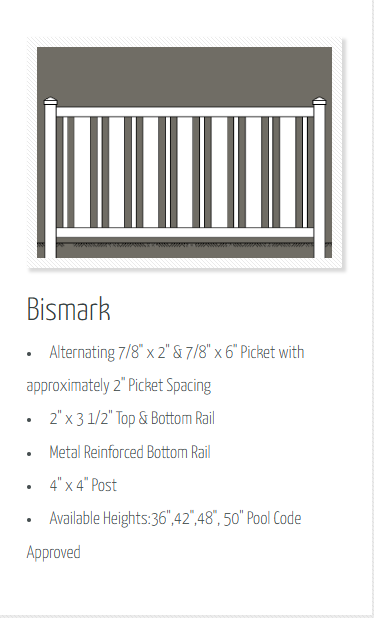 Bismark
• Alternating 7/8" x 2" & 7/8" x 6" Picket with
approximately 2" Picket Spacing
• 2" x 3 1/2" Top & Bottom Rail
• Metal Reinforced Bottom Rail
• 4" x 4" Post
• Available Heights:36",42",48", 50" Pool Code
Approved